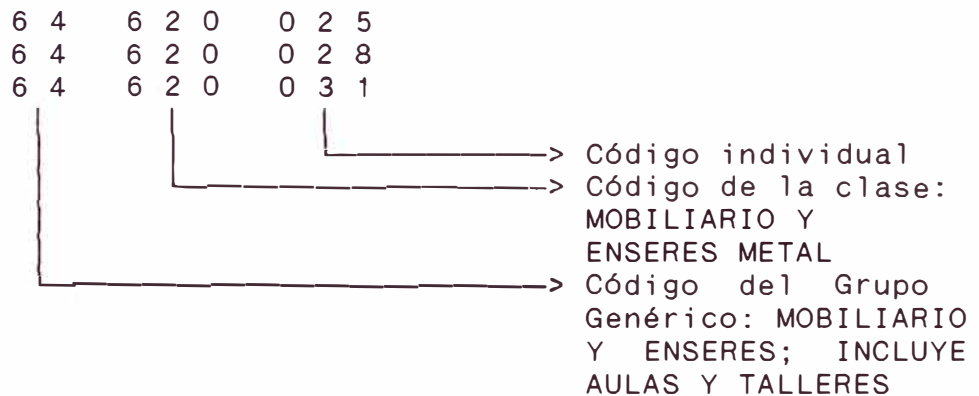 6 4 6 2 0 0 2 5
6 4 6 2 0 0 2 8
6 4 6 2 0 0 3 1
Código individual
Código de la clase:
MOBILIARIO Y
ENSERES METAL
Código del Grupo
Genérico: MOBILIARIO
Y ENSERES; INCLUYE
AULAS Y TALLERES